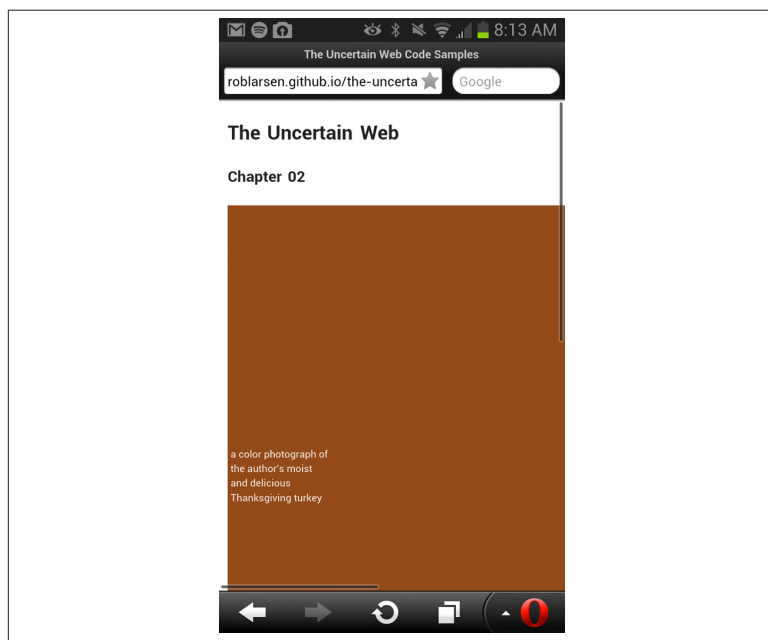 8:13 AM
The Uncertain Web Code Samples
roblarsen.github.io/the-uncerta
Google
The Uncertain Web
Chapter 02
a color photograph of
the author's moist
and delicious
Thanksgiving turkey